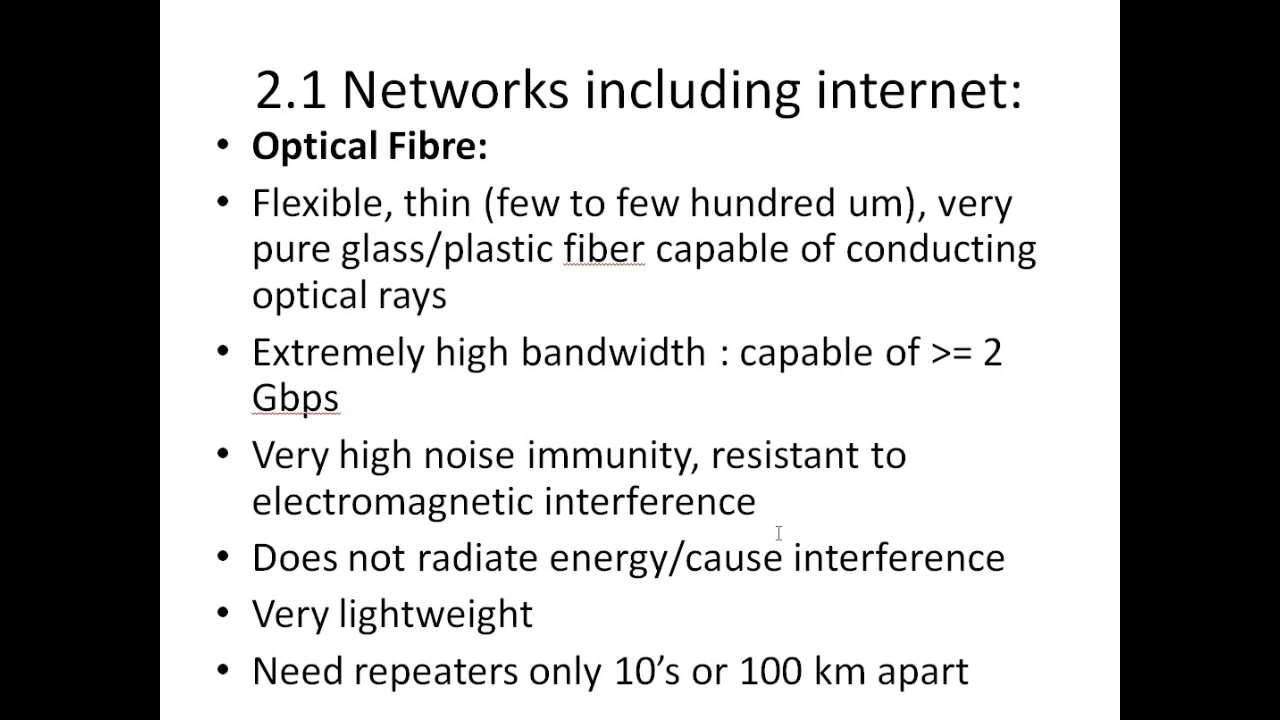 2.1 Networks including internet:
• Optical Fibre:
• Flexible, thin (few to few hundred um), very
pure glass/plastic fiber capable of conducting
optical rays
• Extremely high bandwidth : capable of >= 2
Gbps
• Very high noise immunity, resistant to
electromagnetic interference
• Does not radiate energy/cause interference
• Very lightweight
• Need repeaters only 10’s or 100 km apart